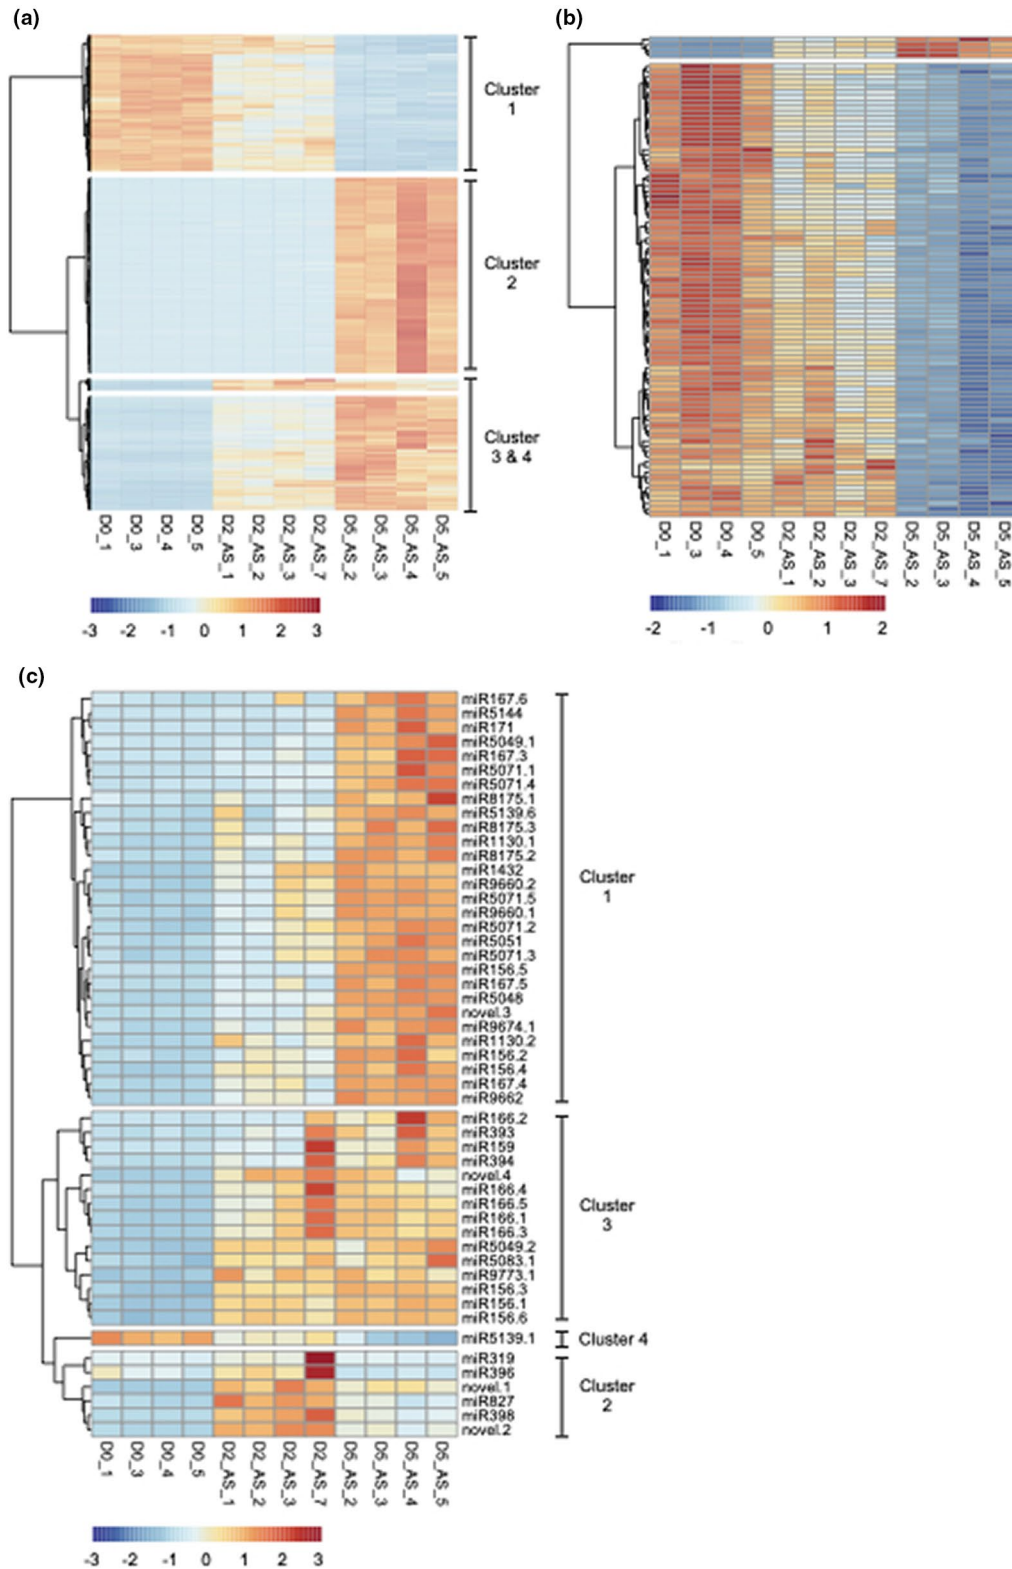 (a)
Cluster
1
Cluster
2
Cluster
3 & 4
D0_1
D0_3
D0_4
D0_5
D2_AS_1
D2_AS_2
D2_AS_3
D2_AS_7
D5_AS_2
D5_AS_3
D5_AS_4
D5_AS_5
-3 -2 -1 0 1 2 3
(b)
D0_1
D0_3
D0_4
D0_5
D2_AS_1
D2_AS_2
D2_AS_3
D2_AS_7
D5_AS_2
D5_AS_3
D5_AS_4
D5_AS_5
-2 -1 0 1 2
(c)
miR167.6
miR5144
miR171
miR5049.1
miR167.3
miR5071.1
miR5071.4
miR8175.1
miR5139.6
miR8175.3
miR1130.1
miR8175.2
miR1432
miR9660.2
miR5071.5
miR9660.1
miR5071.2
miR5051
miR5071.3
miR156.5
miR167.5
miR5048
novel.3
miR9674.1
miR1130.2
miR156.2
miR156.4
miR167.4
miR9662
Cluster
1
miR166.2
miR393
miR159
miR394
novel.4
miR166.4
miR166.5
miR166.1
miR166.3
miR5049.2
miR5083.1
miR9773.1
miR156.3
miR156.1
miR156.6
Cluster
3
miR5139.1
Cluster 4
miR319
miR396
novel.1
miR827
miR398
novel.2
Cluster
2
D0_1
D0_3
D0_4
D0_5
D2_AS_1
D2_AS_2
D2_AS_3
D2_AS_7
D5_AS_2
D5_AS_3
D5_AS_4
D5_AS_5
-3 -2 -1 0 1 2 3